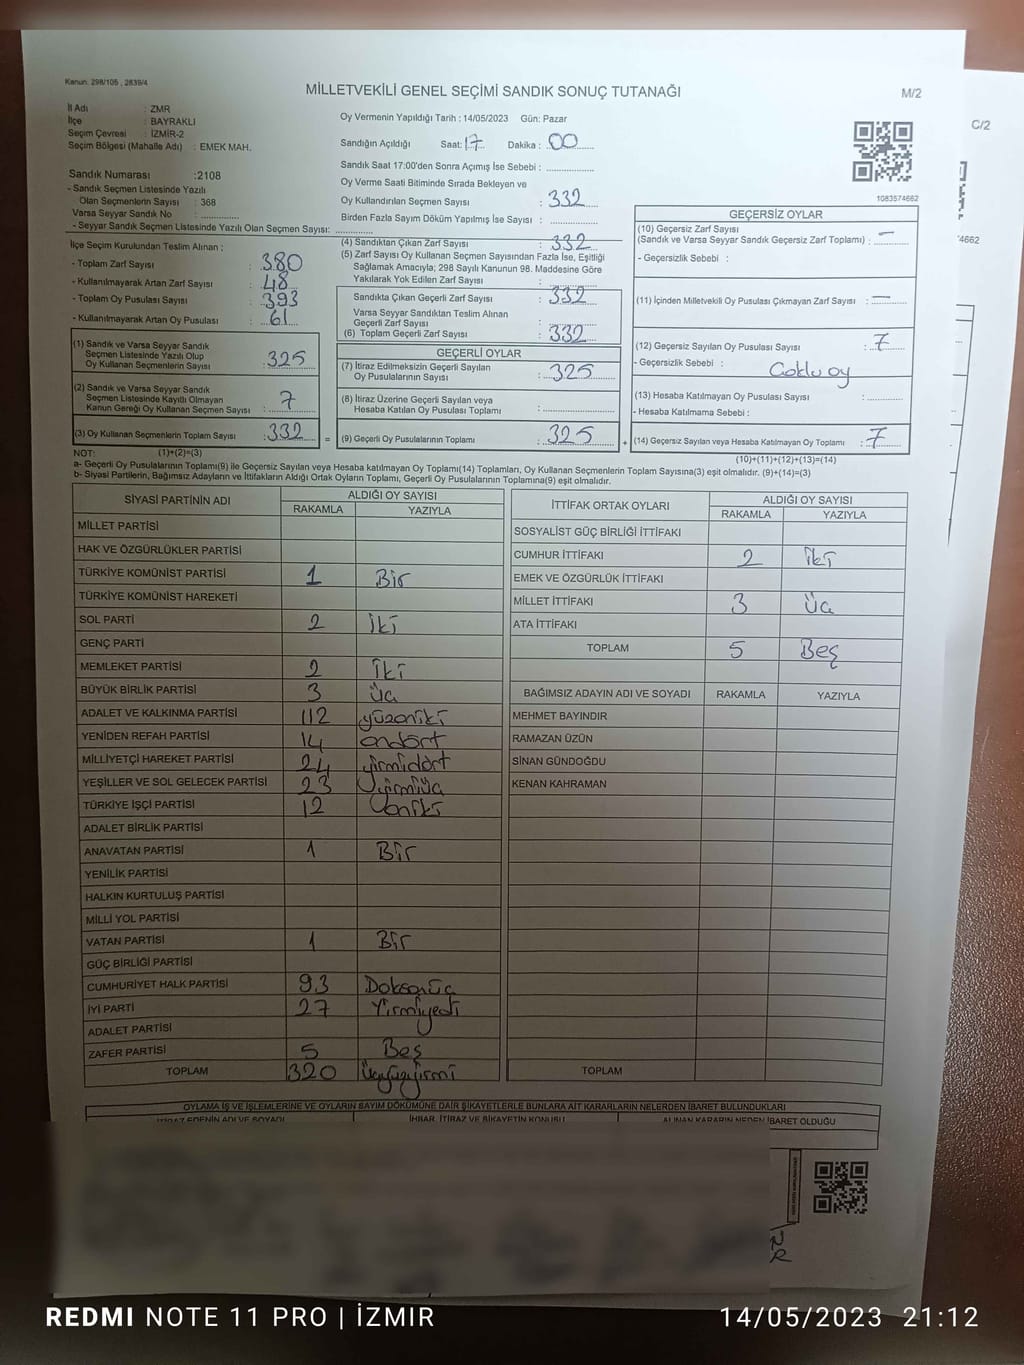 Kanun: 298/105 , 2839/4
MİLLETVEKİLİ GENEL SEÇİMİ SANDIK SONUÇ TUTANAĞI
M/2
C/2
İl Adı : ZMR
İlçe : BAYRAKLI
Seçim Çevresi : İZMİR-2
Seçim Bölgesi (Mahalle Adı) : EMEK MAH.
Sandık Numarası :2108
- Sandık Seçmen Listesinde Yazılı
Olan Seçmenlerin Sayısı : 368
Varsa Seyyar Sandık No :
- Seyyar Sandık Seçmen Listesinde Yazılı Olan Seçmen Sayısı:
Oy Vermenin Yapıldığı Tarih : 14/05/2023 Gün: Pazar
Sandığın Açıldığı Saat: 17 Dakika : 00
Sandık Saat 17:00'den Sonra Açımış İse Sebebi :
Oy Verme Saati Bitiminde Sırada Bekleyen ve
Oy Kullandırılan Seçmen Sayısı : 332
Birden Fazla Sayım Döküm Yapılmış İse Sayısı :
1083574662
'4662
İlçe Seçim Kurulundan Teslim Alınan :
- Toplam Zarf Sayısı : 380
- Kullanılmayarak Artan Zarf Sayısı : 48
- Toplam Oy Pusulası Sayısı : 393
- Kullanılmayarak Artan Oy Pusulası : 61
(1) Sandık ve Varsa Seyyar Sandık
Seçmen Listesinde Yazılı Olup
Oy Kullanan Seçmenlerin Sayısı : 325
(2) Sandık ve Varsa Seyyar Sandık
Seçmen Listesinde Kayıtlı Olmayan
Kanun Gereği Oy Kullanan Seçmen Sayısı : 7
(3) Oy Kullanan Seçmenlerin Toplam Sayısı : 332 =
(4) Sandıktan Çıkan Zarf Sayısı : 332
(5) Zarf Sayısı Oy Kullanan Seçmen Sayısından Fazla İse, Eşitliği
Sağlamak Amacıyla; 298 Sayılı Kanunun 98. Maddesine Göre
Yakılarak Yok Edilen Zarf Sayısı :
Sandıkta Çıkan Geçerli Zarf Sayısı : 332
Varsa Seyyar Sandıktan Teslim Alınan
Geçerli Zarf Sayısı :
(6) Toplam Geçerli Zarf Sayısı : 332
GEÇERLİ OYLAR
(7) İtiraz Edilmeksizin Geçerli Sayılan
Oy Pusulalarının Sayısı : 325
(8) İtiraz Üzerine Geçerli Sayılan veya
Hesaba Katılan Oy Pusulası Toplamı :
(9) Geçerli Oy Pusulalarının Toplamı : 325 +
GEÇERSİZ OYLAR
(10) Geçersiz Zarf Sayısı
(Sandık ve Varsa Seyyar Sandık Geçersiz Zarf Toplamı) : —
- Geçersizlik Sebebi :
(11) İçinden Milletvekili Oy Pusulası Çıkmayan Zarf Sayısı : —
(12) Geçersiz Sayılan Oy Pusulası Sayısı : 7
- Geçersizlik Sebebi : Çoklu oy
(13) Hesaba Katılmayan Oy Pusulası Sayısı :
- Hesaba Katılmama Sebebi :
(14) Geçersiz Sayılan veya Hesaba Katılmayan Oy Toplamı : 7
NOT: (1)+(2)=(3)
(10)+(11)+(12)+(13)=(14)
a- Geçerli Oy Pusulalarının Toplamı(9) ile Geçersiz Sayılan veya Hesaba katılmayan Oy Toplamı(14) Toplamları, Oy Kullanan Seçmenlerin Toplam Sayısına(3) eşit olmalıdır. (9)+(14)=(3)
b- Siyasi Partilerin, Bağımsız Adayların ve İttifakların Aldığı Ortak Oyların Toplamı, Geçerli Oy Pusulalarının Toplamına(9) eşit olmalıdır.
SİYASİ PARTİNİN ADI ALDIĞI OY SAYISI
RAKAMLA YAZIYLA
MİLLET PARTİSİ
HAK VE ÖZGÜRLÜKLER PARTİSİ
TÜRKİYE KOMÜNİST PARTİSİ 1 Bir
TÜRKİYE KOMÜNİST HAREKETİ
SOL PARTİ 2 İki
GENÇ PARTİ
MEMLEKET PARTİSİ 2 İki
BÜYÜK BİRLİK PARTİSİ 3 Üç
ADALET VE KALKINMA PARTİSİ 112 yüzoniki
YENİDEN REFAH PARTİSİ 14 ondört
MİLLİYETÇİ HAREKET PARTİSİ 24 yirmidört
YEŞİLLER VE SOL GELECEK PARTİSİ 23 yirmiüç
TÜRKİYE İŞÇİ PARTİSİ 12 oniki
ADALET BİRLİK PARTİSİ
ANAVATAN PARTİSİ 1 Bir
YENİLİK PARTİSİ
HALKIN KURTULUŞ PARTİSİ
MİLLİ YOL PARTİSİ
VATAN PARTİSİ 1 Bir
GÜÇ BİRLİĞİ PARTİSİ
CUMHURİYET HALK PARTİSİ 93 Doksanüç
İYİ PARTİ 27 Yirmiyedi
ADALET PARTİSİ
ZAFER PARTİSİ 5 Beş
TOPLAM 320 Üçyüzyirmi
İTTİFAK ORTAK OYLARI ALDIĞI OY SAYISI
RAKAMLA YAZIYLA
SOSYALİST GÜÇ BİRLİĞİ İTTİFAKI
CUMHUR İTTİFAKI 2 İki
EMEK VE ÖZGÜRLÜK İTTİFAKI
MİLLET İTTİFAKI 3 Üç
ATA İTTİFAKI
TOPLAM 5 Beş
BAĞIMSIZ ADAYIN ADI VE SOYADI RAKAMLA YAZIYLA
MEHMET BAYINDIR
RAMAZAN ÜZÜN
SİNAN GÜNDOĞDU
KENAN KAHRAMAN
TOPLAM
OYLAMA İŞ VE İŞLEMLERİNE VE OYLARIN SAYIM DÖKÜMÜNE DAİR ŞİKAYETLERLE BUNLARA AİT KARARLARIN NELERDEN İBARET BULUNDUKLARI
İTİRAZ EDENİN ADI VE SOYADI İHBAR, İTİRAZ VE ŞİKAYETİN KONUSU ALINAN KARARIN NEDEN İBARET OLDUĞU
REDMI NOTE 11 PRO | İZMIR
14/05/2023 21:12